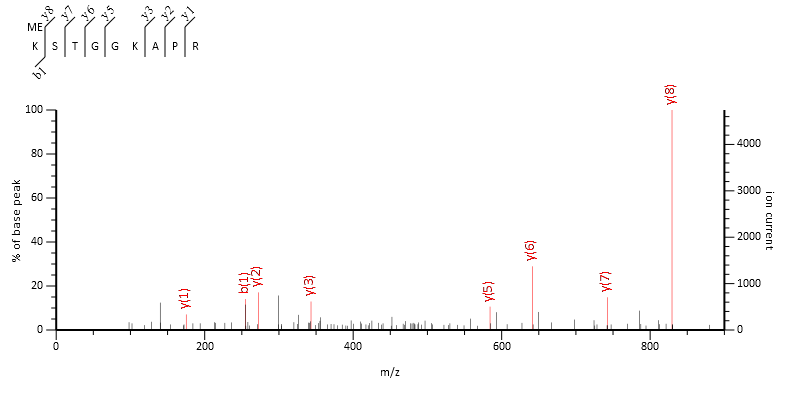 y8 y7 y6 y5 y3 y2 y1
ME
K S T G G K A P R
b1
100
80
60
40
20
0
% of base peak
y(1)
b(1)
y(2)
y(3)
y(5)
y(6)
y(7)
y(8)
4000
3000
2000
1000
0
ion current
0 200 400 600 800
m/z